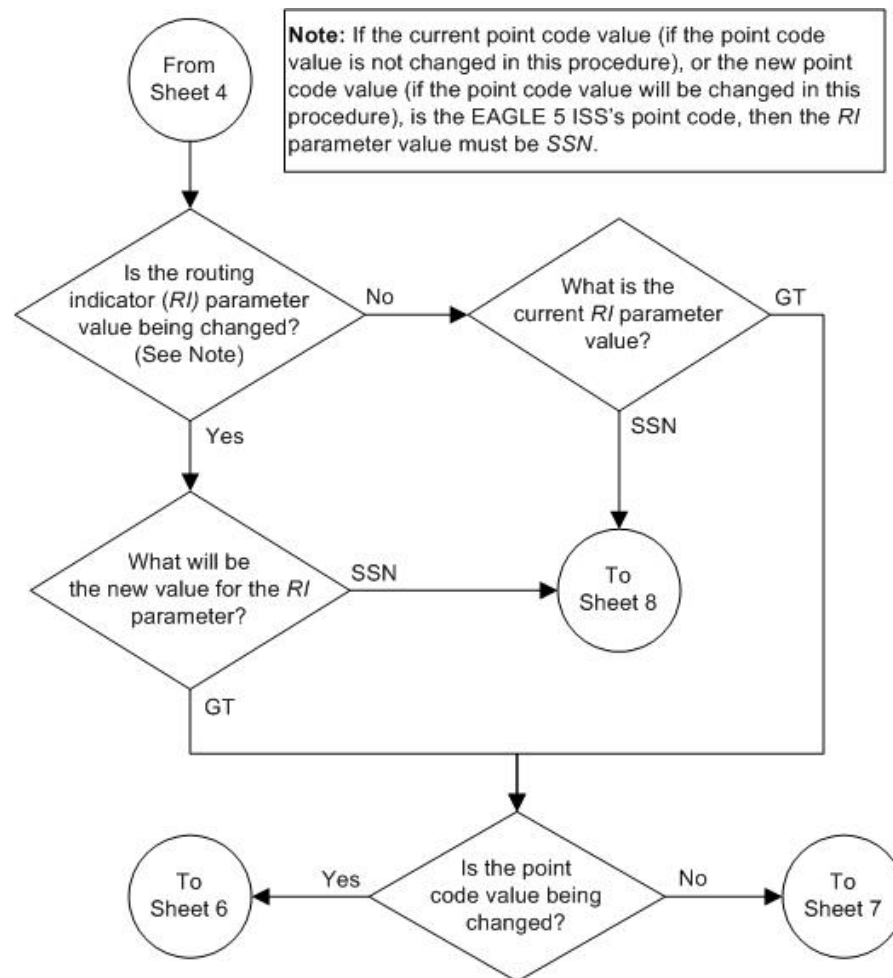 From
Sheet 4
Note: If the current point code value (if the point code
value is not changed in this procedure), or the new point
code value (if the point code value will be changed in this
procedure), is the EAGLE 5 ISS's point code, then the RI
parameter value must be SSN.
Is the routing
indicator (RI) parameter
value being changed?
(See Note)
No
What is the
current RI parameter
value?
GT
Yes
SSN
What will be
the new value for the RI
parameter?
SSN
To
Sheet 8
GT
To
Sheet 6
Yes
Is the point
code value being
changed?
No
To
Sheet 7